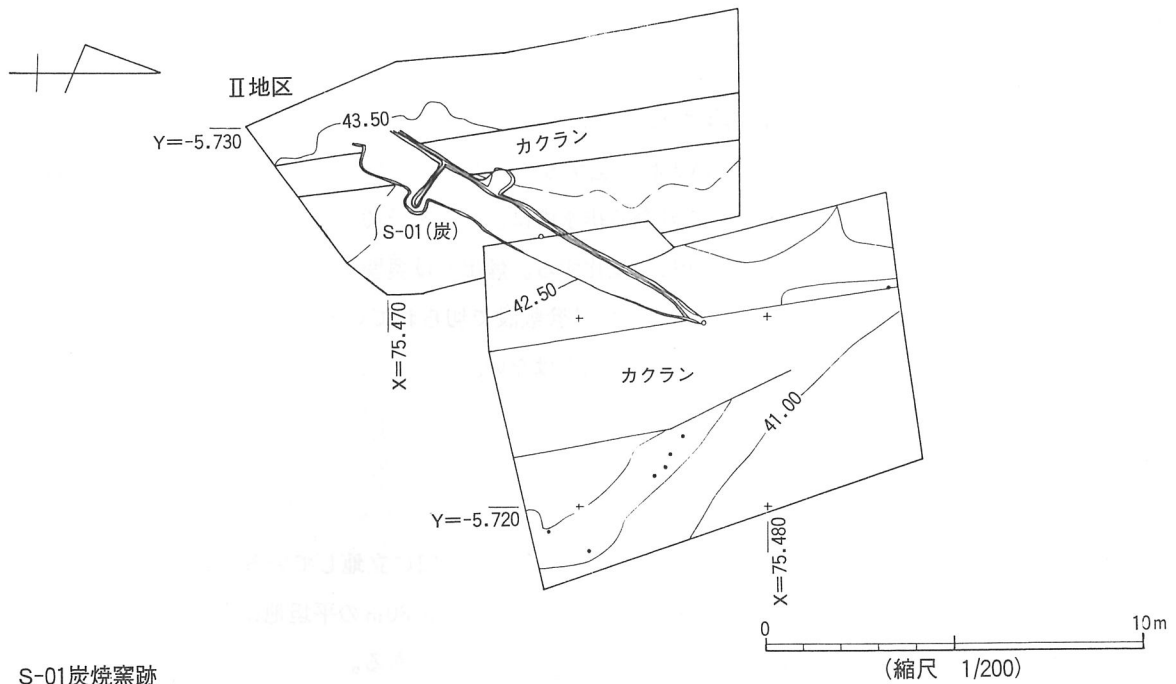 II地区
43.50
Y=-5.730
カクラン
S-01(炭)
42.50
X=75.470
カクラン
41.00
Y=-5.720
X=75.480
0 10m
(縮尺 1/200)
S-01炭焼窯跡